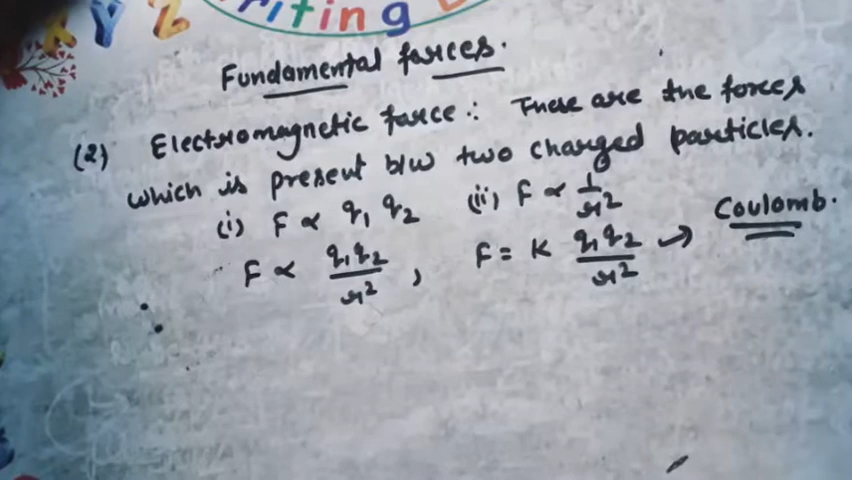 XYZ riting
Fundamental forces.
(2) Electromagnetic force :- These are the forces
which is present b/w two charged particles.
(i) F ∝ q₁ q₂ (ii) F ∝ 1/r²
F ∝ q₁q₂/r² , F = K q₁q₂/r² → Coulomb.